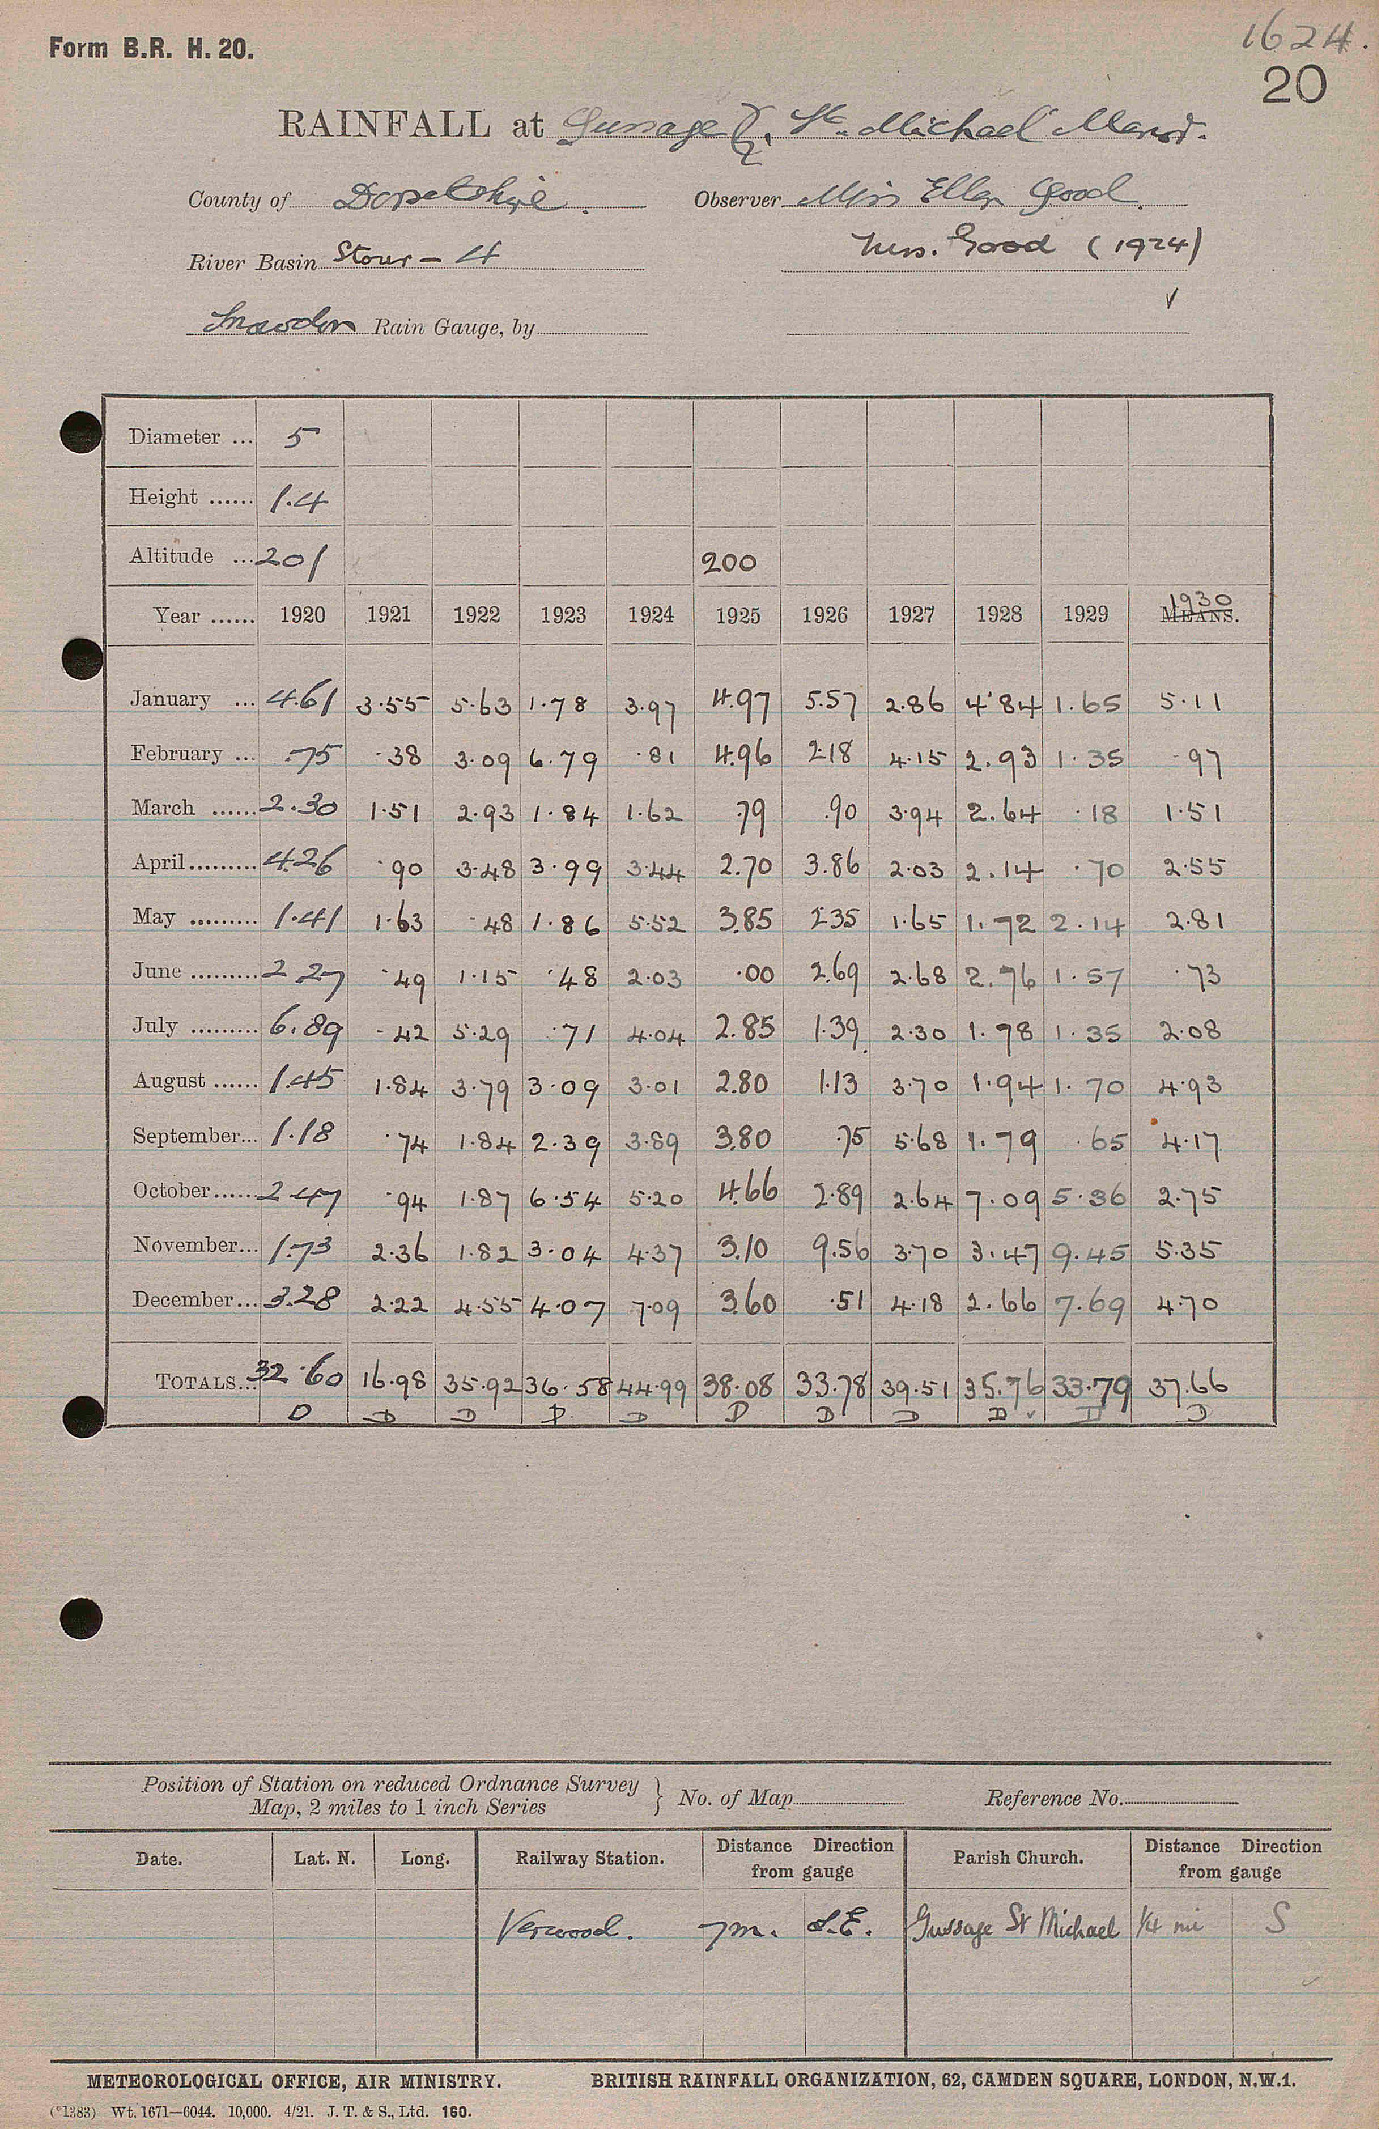 1624.
Form B.R. H. 20.
20
RAINFALL at Gussage St. Michael Manor.
County of Dorsetshire. Observer Miss Ellen Good.
Mrs. Good (1924)
River Basin Stour - 4
✓
Snowdon Rain Gauge, by
Diameter ... 5
Height ...... 1.4
Altitude ... 201 200
Year ...... 1920 1921 1922 1923 1924 1925 1926 1927 1928 1929 1930 MEANS.
January ... 4.61 3.55 5.63 1.78 3.97 4.97 5.57 2.86 4.84 1.65 5.11
February ... .75 .38 3.09 6.79 .81 4.96 2.18 4.15 2.93 1.35 .97
March ...... 2.30 1.51 2.93 1.84 1.62 .79 .90 3.94 2.64 .18 1.51
April......... 4.26 .90 3.48 3.99 3.44 2.70 3.86 2.03 2.14 .70 2.55
May ......... 1.41 1.63 .48 1.86 5.52 3.85 2.35 1.65 1.72 2.14 2.81
June ......... 2.27 .49 1.15 .48 2.03 .00 2.69 2.68 2.76 1.57 .73
July ......... 6.89 .42 5.29 .71 4.04 2.85 1.39 2.30 1.78 1.35 2.08
August ...... 1.45 1.84 3.79 3.09 3.01 2.80 1.13 3.70 1.94 1.70 4.93
September... 1.18 .74 1.84 2.39 3.89 3.80 .75 5.68 1.79 .65 4.17
October...... 2.47 .94 1.87 6.54 5.20 4.66 2.89 2.64 7.09 5.36 2.75
November... 1.73 2.36 1.82 3.04 4.37 3.10 9.56 3.70 3.47 9.45 5.35
December... 3.28 2.22 4.55 4.07 7.09 3.60 .51 4.18 2.66 7.69 4.70
TOTALS... 32.60 16.98 35.92 36.58 44.99 38.08 33.78 39.51 35.76 33.79 37.66
D D D D D D D D D ✓ D D
Position of Station on reduced Ordnance Survey
Map, 2 miles to 1 inch Series } No. of Map Reference No.
Date. Lat. N. Long. Railway Station. Distance Direction from gauge Parish Church. Distance Direction from gauge
Verwood. 7m. S.E. Gussage St Michael 1/4 mi S
METEOROLOGICAL OFFICE, AIR MINISTRY. BRITISH RAINFALL ORGANIZATION, 62, CAMDEN SQUARE, LONDON, N.W.1.
(*1383) Wt. 1671—6044. 10,000. 4/21. J. T. & S., Ltd. 160.